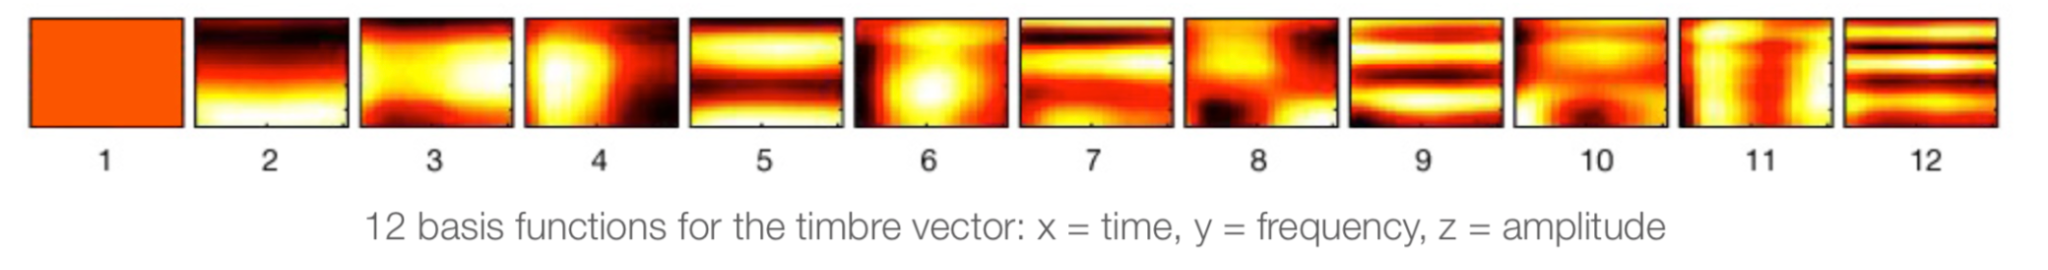 1 2 3 4 5 6 7 8 9 10 11 12
12 basis functions for the timbre vector: x = time, y = frequency, z = amplitude